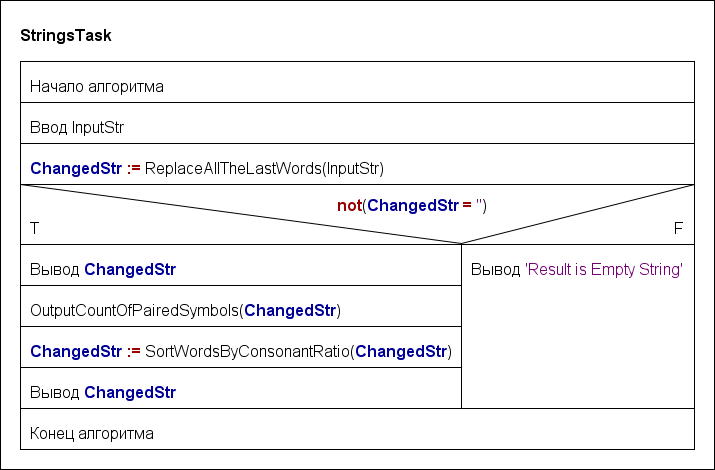 StringsTask
Начало алгоритма
Ввод InputStr
ChangedStr := ReplaceAllTheLastWords(InputStr)
not(ChangedStr = '')
T F
Вывод ChangedStr
Вывод 'Result is Empty String'
OutputCountOfPairedSymbols(ChangedStr)
ChangedStr := SortWordsByConsonantRatio(ChangedStr)
Вывод ChangedStr
Конец алгоритма